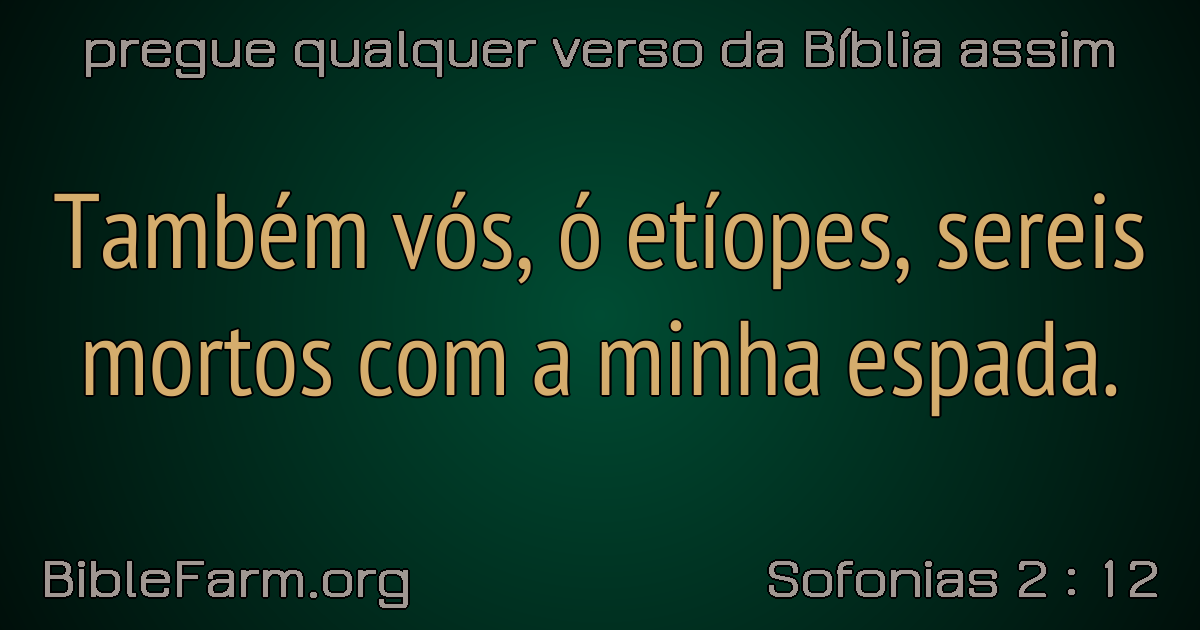 pregue qualquer verso da Bíblia assim
Também vós, ó etíopes, sereis
mortos com a minha espada.
BibleFarm.org
Sofonias 2 : 12